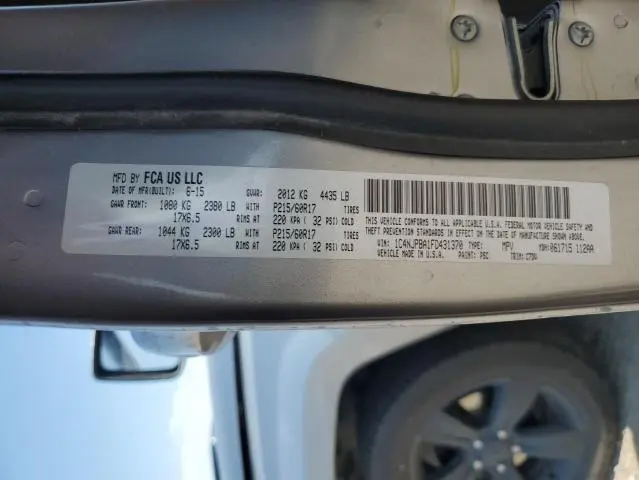 MFD BY FCA US LLC
DATE OF MFR(BUILT): 6-15 GVWR: 2012 KG 4435 LB
GAWR FRONT: 1080 KG 2380 LB WITH P215/60R17 TIRES
17X6.5 RIMS AT 220 KPA ( 32 PSI) COLD
GAWR REAR: 1044 KG 2300 LB WITH P215/60R17 TIRES
17X6.5 RIMS AT 220 KPA ( 32 PSI) COLD
THIS VEHICLE CONFORMS TO ALL APPLICABLE U.S.A. FEDERAL MOTOR VEHICLE SAFETY,
THEFT PREVENTION STANDARDS IN EFFECT ON THE DATE OF MANUFACTURE SHOWN ABOVE.
VIN: 1C4NJPBA1FD431370 TYPE: MPV MDH: 061715 112AA
VEHICLE MADE IN U.S.A. PAINT: PSC TRIM: